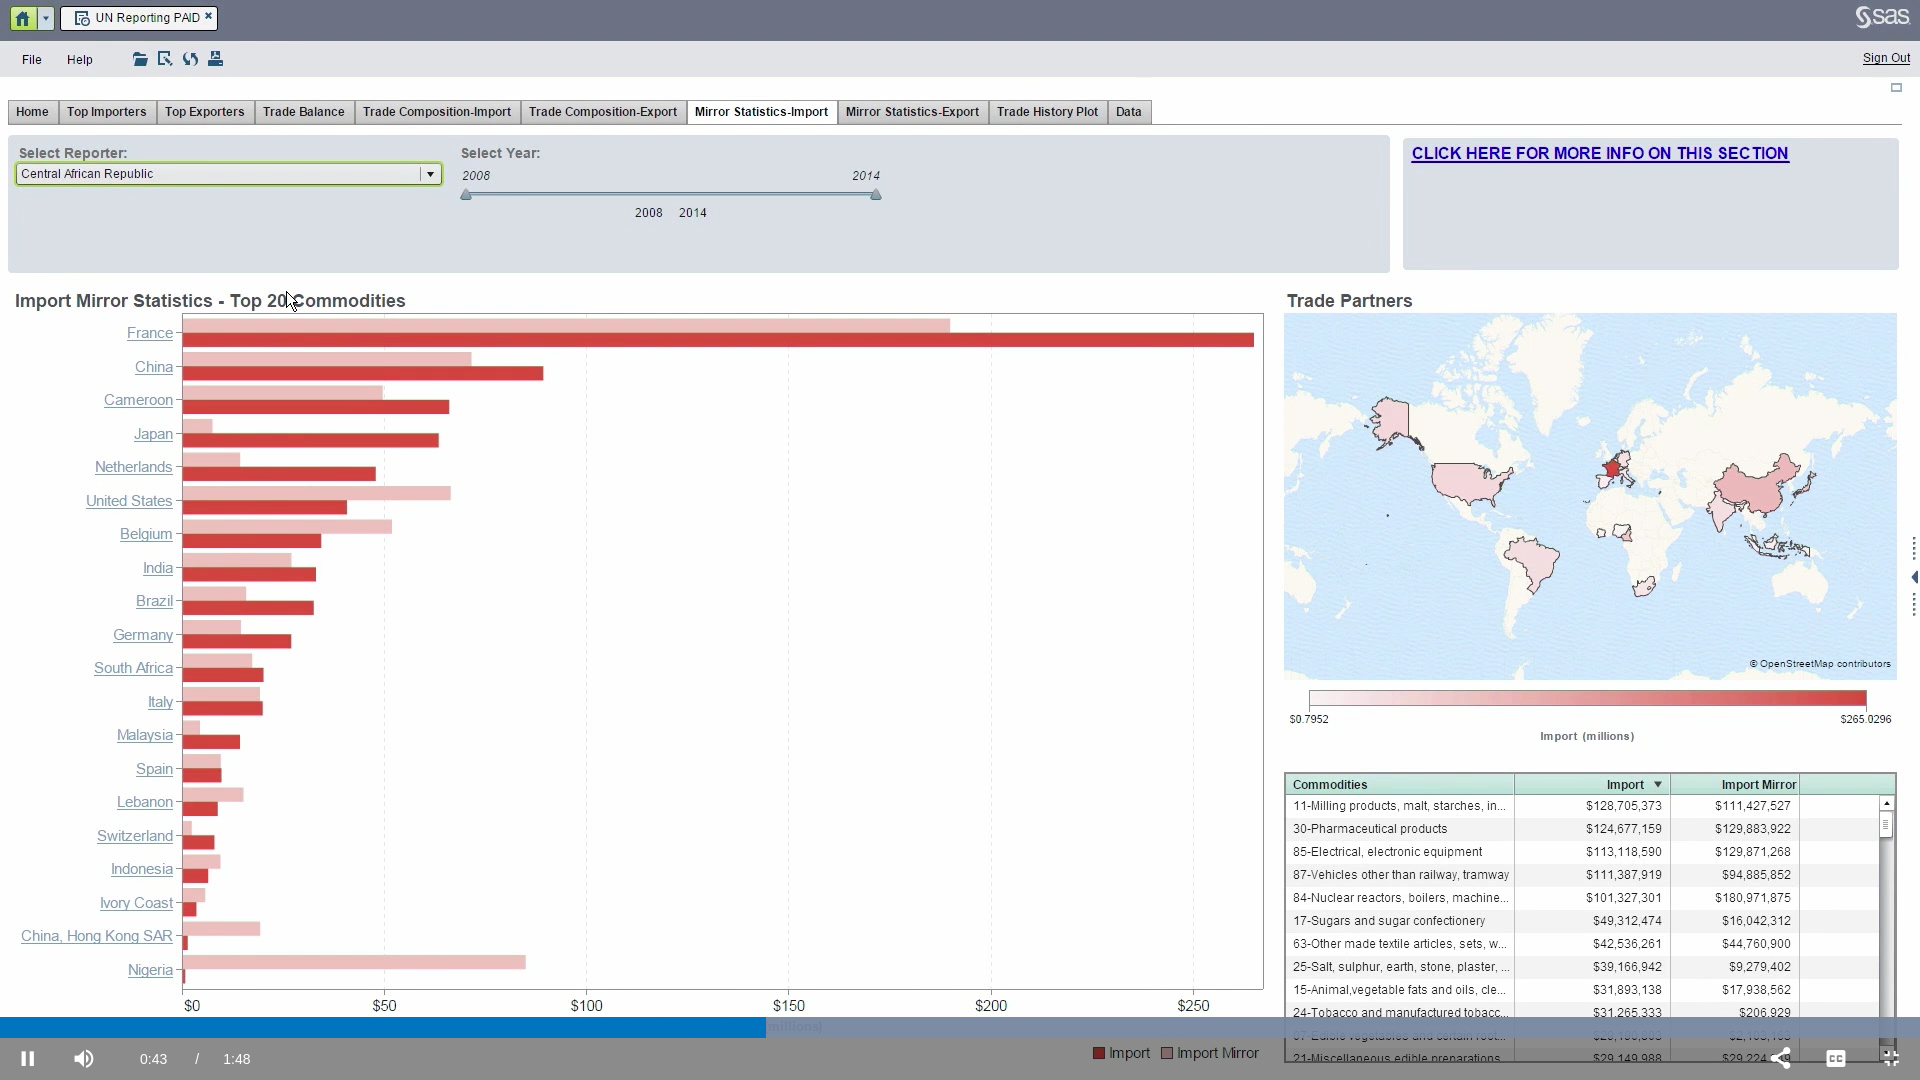 UN Reporting PAID
sas
File Help
Sign Out
Home Top Importers Top Exporters Trade Balance Trade Composition-Import Trade Composition-Export Mirror Statistics-Import Mirror Statistics-Export Trade History Plot Data
Select Reporter:
Central African Republic
Select Year:
2008 2014
2008 2014
CLICK HERE FOR MORE INFO ON THIS SECTION
Import Mirror Statistics - Top 20 Commodities
France
China
Cameroon
Japan
Netherlands
United States
Belgium
India
Brazil
Germany
South Africa
Italy
Malaysia
Spain
Lebanon
Switzerland
Indonesia
Ivory Coast
China, Hong Kong SAR
Nigeria
$0 $50 $100 $150 $200 $250
(millions)
Import Import Mirror
Trade Partners
© OpenStreetMap contributors
$0.7952 $265.0296
Import (millions)
Commodities Import Import Mirror
11-Milling products, malt, starches, in... $128,705,373 $111,427,527
30-Pharmaceutical products $124,677,159 $129,883,922
85-Electrical, electronic equipment $113,118,590 $129,871,268
87-Vehicles other than railway, tramway $111,387,919 $94,885,852
84-Nuclear reactors, boilers, machine... $101,327,301 $180,971,875
17-Sugars and sugar confectionery $49,312,474 $16,042,312
63-Other made textile articles, sets, w... $42,536,261 $44,760,900
25-Salt, sulphur, earth, stone, plaster, ... $39,166,942 $9,279,402
15-Animal,vegetable fats and oils, cle... $31,893,138 $17,938,562
24-Tobacco and manufactured tobacc... $31,265,333 $206,929
07-Edible vegetables and certain root...
21-Miscellaneous edible preparations $29,149,988
0:43 / 1:48
CC